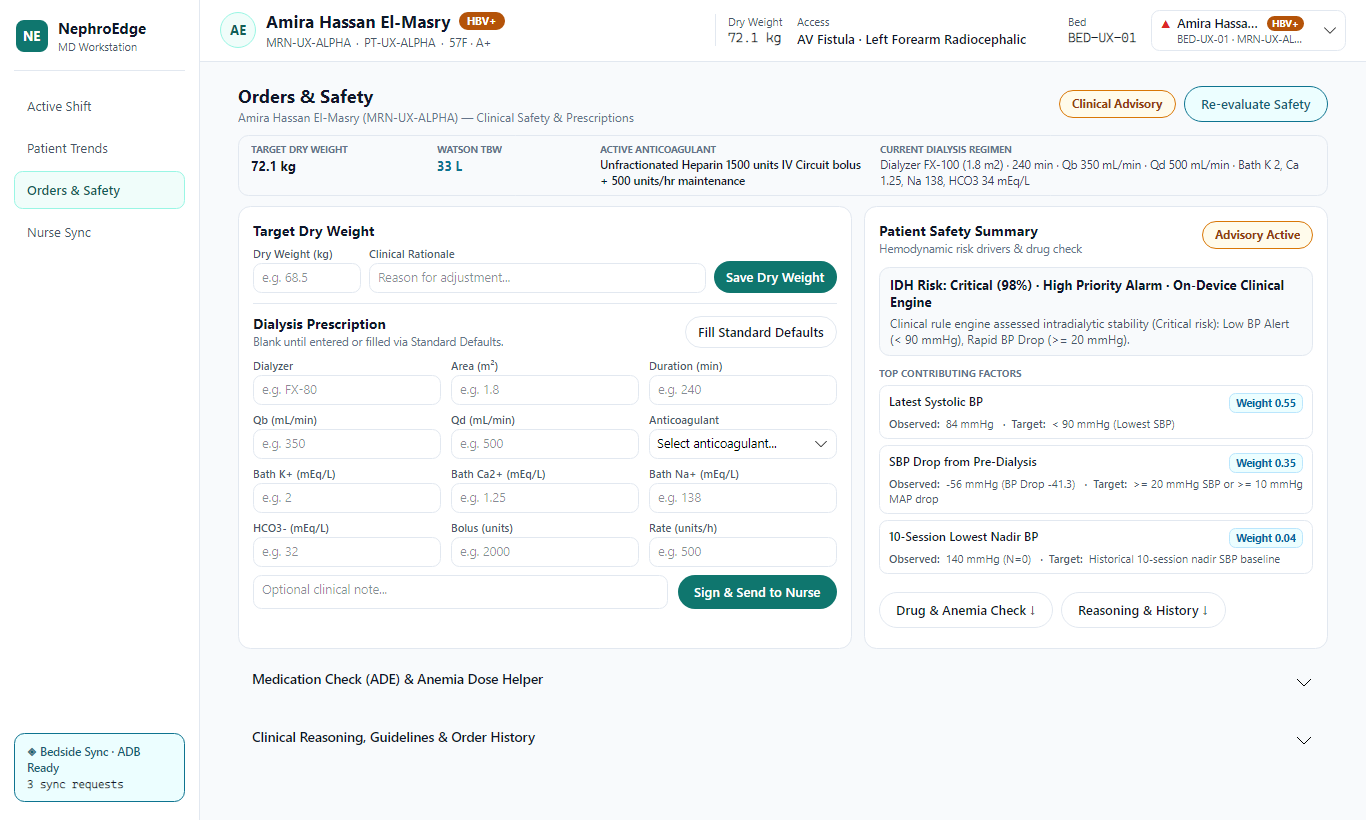 NE
NephroEdge
MD Workstation
Active Shift
Patient Trends
Orders & Safety
Nurse Sync
◈ Bedside Sync · ADB
Ready
3 sync requests
AE
Amira Hassan El-Masry HBV+
MRN-UX-ALPHA · PT-UX-ALPHA · 57F · A+
Dry Weight
72.1 kg
Access
AV Fistula · Left Forearm Radiocephalic
Bed
BED-UX-01
▲ Amira Hassa... HBV+
BED-UX-01 · MRN-UX-AL...
Orders & Safety
Amira Hassan El-Masry (MRN-UX-ALPHA) — Clinical Safety & Prescriptions
Clinical Advisory
Re-evaluate Safety
TARGET DRY WEIGHT
72.1 kg
WATSON TBW
33 L
ACTIVE ANTICOAGULANT
Unfractionated Heparin 1500 units IV Circuit bolus
+ 500 units/hr maintenance
CURRENT DIALYSIS REGIMEN
Dialyzer FX-100 (1.8 m2) · 240 min · Qb 350 mL/min · Qd 500 mL/min · Bath K 2, Ca
1.25, Na 138, HCO3 34 mEq/L
Target Dry Weight
Dry Weight (kg) Clinical Rationale
e.g. 68.5 Reason for adjustment... Save Dry Weight
Dialysis Prescription
Blank until entered or filled via Standard Defaults.
Fill Standard Defaults
Dialyzer Area (m²) Duration (min)
e.g. FX-80 e.g. 1.8 e.g. 240
Qb (mL/min) Qd (mL/min) Anticoagulant
e.g. 350 e.g. 500 Select anticoagulant...
Bath K+ (mEq/L) Bath Ca2+ (mEq/L) Bath Na+ (mEq/L)
e.g. 2 e.g. 1.25 e.g. 138
HCO3- (mEq/L) Bolus (units) Rate (units/h)
e.g. 32 e.g. 2000 e.g. 500
Optional clinical note... Sign & Send to Nurse
Patient Safety Summary
Hemodynamic risk drivers & drug check
Advisory Active
IDH Risk: Critical (98%) · High Priority Alarm · On-Device Clinical
Engine
Clinical rule engine assessed intradialytic stability (Critical risk): Low BP Alert
(< 90 mmHg), Rapid BP Drop (>= 20 mmHg).
TOP CONTRIBUTING FACTORS
Latest Systolic BP Weight 0.55
Observed: 84 mmHg · Target: < 90 mmHg (Lowest SBP)
SBP Drop from Pre-Dialysis Weight 0.35
Observed: -56 mmHg (BP Drop -41.3) · Target: >= 20 mmHg SBP or >= 10 mmHg
MAP drop
10-Session Lowest Nadir BP Weight 0.04
Observed: 140 mmHg (N=0) · Target: Historical 10-session nadir SBP baseline
Drug & Anemia Check ↓ Reasoning & History ↓
Medication Check (ADE) & Anemia Dose Helper
Clinical Reasoning, Guidelines & Order History